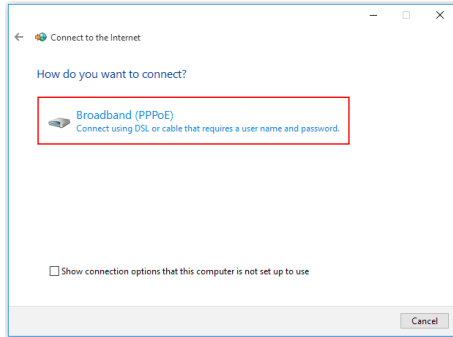 Connect to the Internet
How do you want to connect?
Broadband (PPPoE)
Connect using DSL or cable that requires a user name and password.
Show connection options that this computer is not set up to use
Cancel